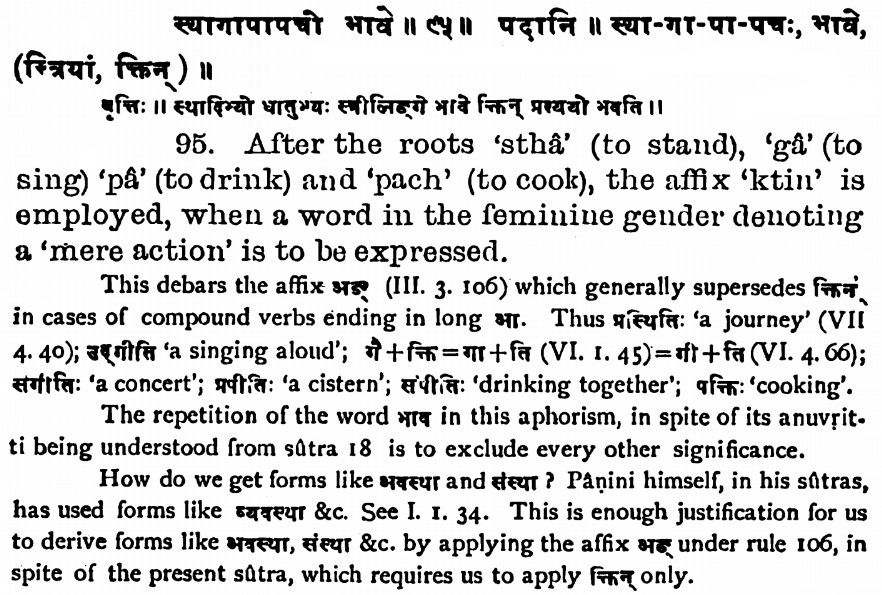 स्थागापापचो भावे ॥ ९५ ॥ पदानि ॥ स्था-गा-पा-पचः, भावे,
(स्त्रियां, क्तिन्) ॥
वृत्तिः ॥ स्थादिभ्यो धातुभ्यः स्त्रीलिङ्गे भावे क्तिन् प्रत्ययो भवति ॥
95. After the roots ‘sthâ’ (to stand), ‘gâ’ (to
sing) ‘pâ’ (to drink) and ‘pach’ (to cook), the affix ‘ktin’ is
employed, when a word in the feminine gender denoting
a ‘mere action’ is to be expressed.
This debars the affix अङ् (III. 3. 106) which generally supersedes क्तिन्
in cases of compound verbs ending in long आ. Thus प्रस्थितिः ‘a journey’ (VII
4. 40); उद्गीति ‘a singing aloud’; गै+क्ति=गा+ति (VI. 1. 45)=गी+ति (VI. 4. 66);
संगीतिः ‘a concert’; प्रपीतिः ‘a cistern’; संपीतिः ‘drinking together’; पक्तिः ‘cooking’.
The repetition of the word भाव in this aphorism, in spite of its anuvṛit-
ti being understood from sûtra 18 is to exclude every other significance.
How do we get forms like अवस्था and संस्था ? Pâṇini himself, in his sûtras,
has used forms like व्यवस्था &c. See I. 1. 34. This is enough justification for us
to derive forms like अवस्था, संस्था &c. by applying the affix अङ् under rule 106, in
spite of the present sûtra, which requires us to apply क्तिन् only.